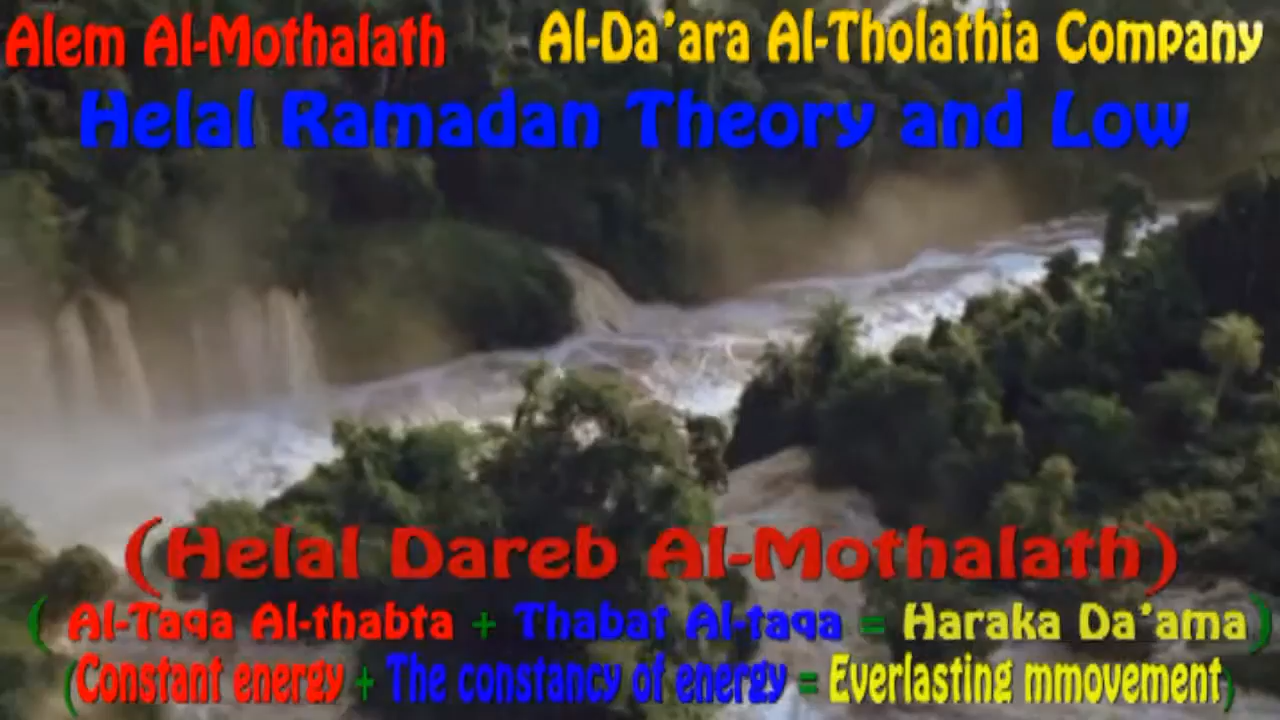 Alem Al-Mothalath Al-Da'ara Al-Tholathia Company
Helal Ramadan Theory and Low
(Helal Dareb Al-Mothalath)
( Al-Taqa Al-thabta + Thabat Al-taqa = Haraka Da'ama)
(Constant energy + The constancy of energy = Everlasting mmovement)